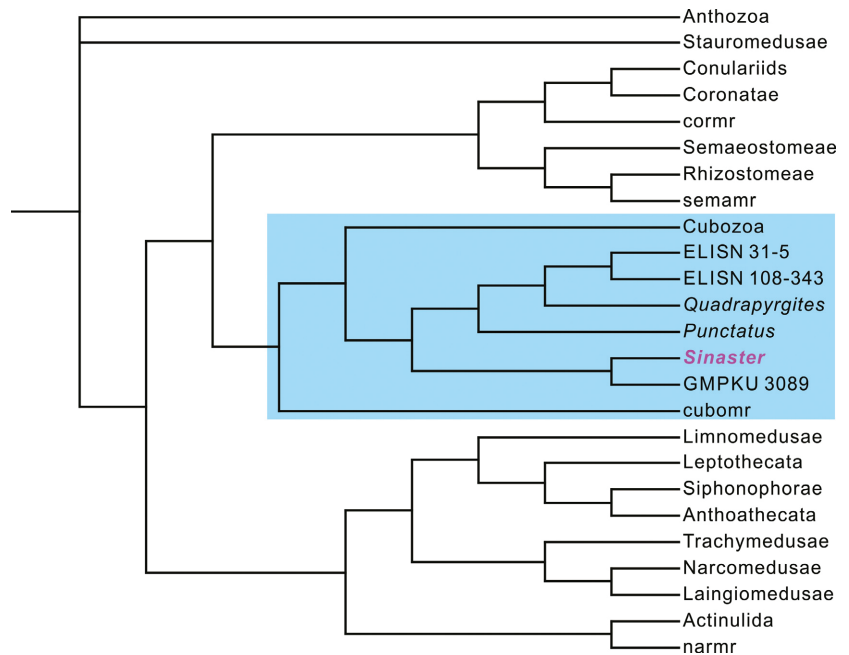 Anthozoa
Stauromedusae
Conulariids
Coronatae
cormr
Semaeostomeae
Rhizostomeae
semamr
Cubozoa
ELISN 31-5
ELISN 108-343
Quadrapyrgites
Punctatus
Sinaster
GMPKU 3089
cubomr
Limnomedusae
Leptothecata
Siphonophorae
Anthoathecata
Trachymedusae
Narcomedusae
Laingiomedusae
Actinulida
narmr